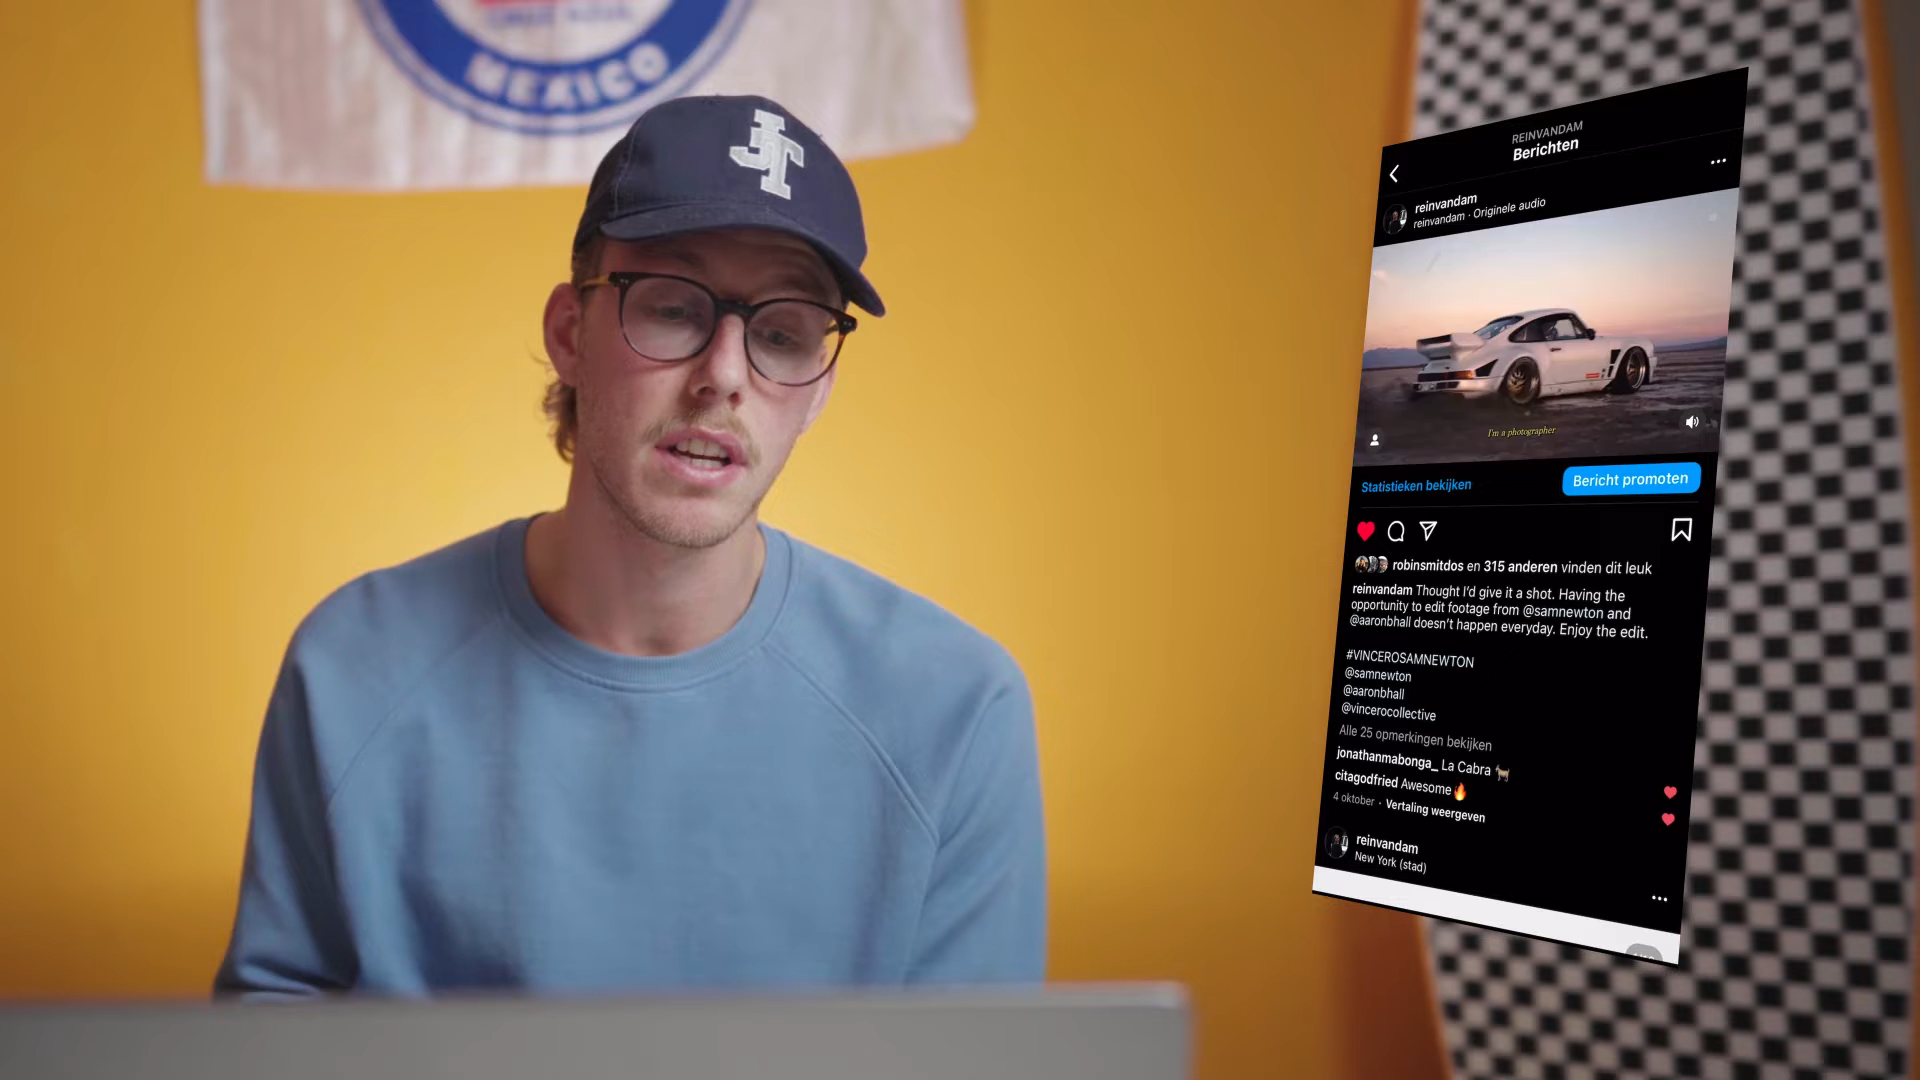 MEXICO
JT
REINVANDAM
Berichten
reinvandam
reinvandam · Originele audio
I'm a photographer
Statistieken bekijken
Bericht promoten
robinsmitdos en 315 anderen vinden dit leuk
reinvandam Thought I'd give it a shot. Having the
opportunity to edit footage from @samnewton and
@aaronbhall doesn't happen everyday. Enjoy the edit.
#VINCEROSAMNEWTON
@samnewton
@aaronbhall
@vincerocollective
Alle 25 opmerkingen bekijken
jonathanmabonga_ La Cabra 🐐
citagodfried Awesome🔥
4 oktober · Vertaling weergeven
reinvandam
New York (stad)